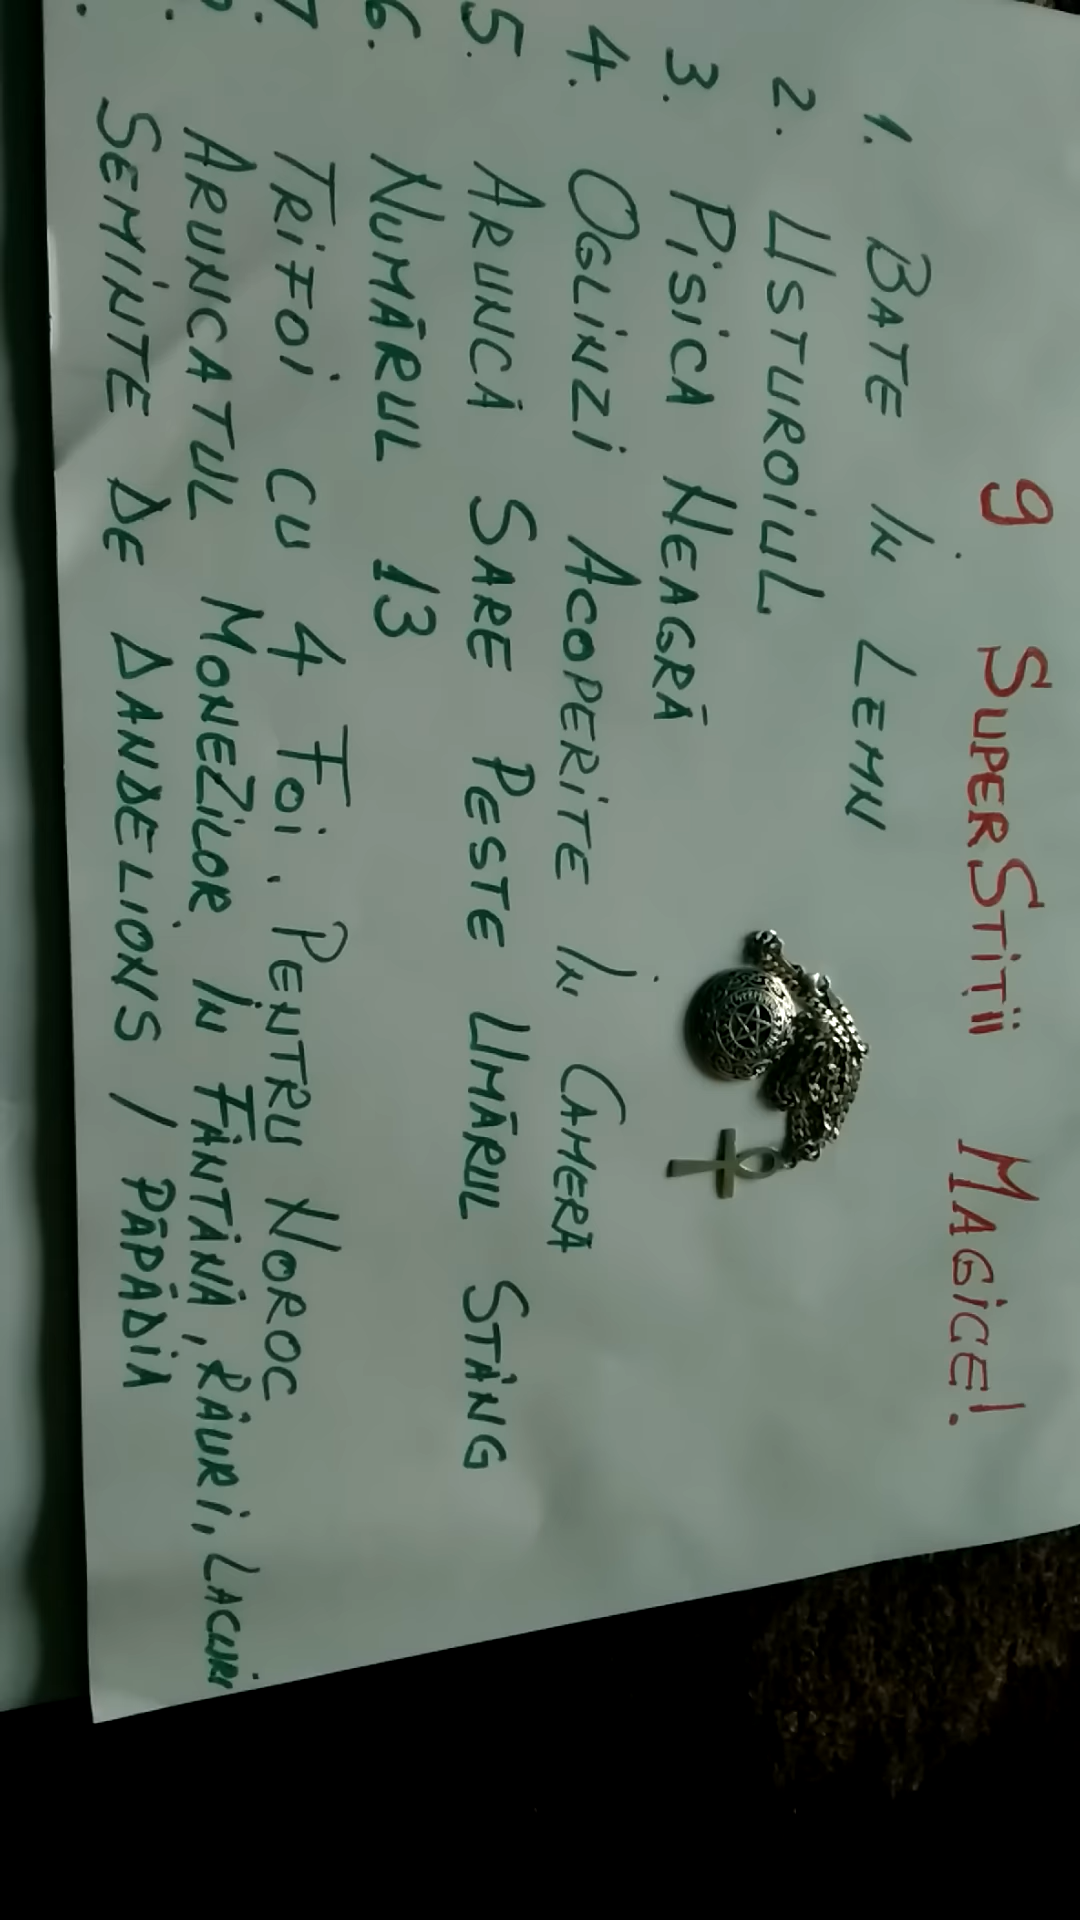 9 SUPERSTIȚII MAGICE!
1. BATE ÎN LEMN
2. USTUROIUL
3. PISICA NEAGRĂ
4. OGLINZI ACOPERITE ÎN CAMERĂ
5. ARUNCĂ SARE PESTE UMĂRUL STÂNG
6. NUMĂRUL 13
7. TRIFOI CU 4 FOI. PENTRU NOROC
ARUNCATUL MONEZILOR ÎN FÂNTÂNĂ, RÂURI, LACURI
SEMINTE DE DANDELIONS / PĂPĂDIA